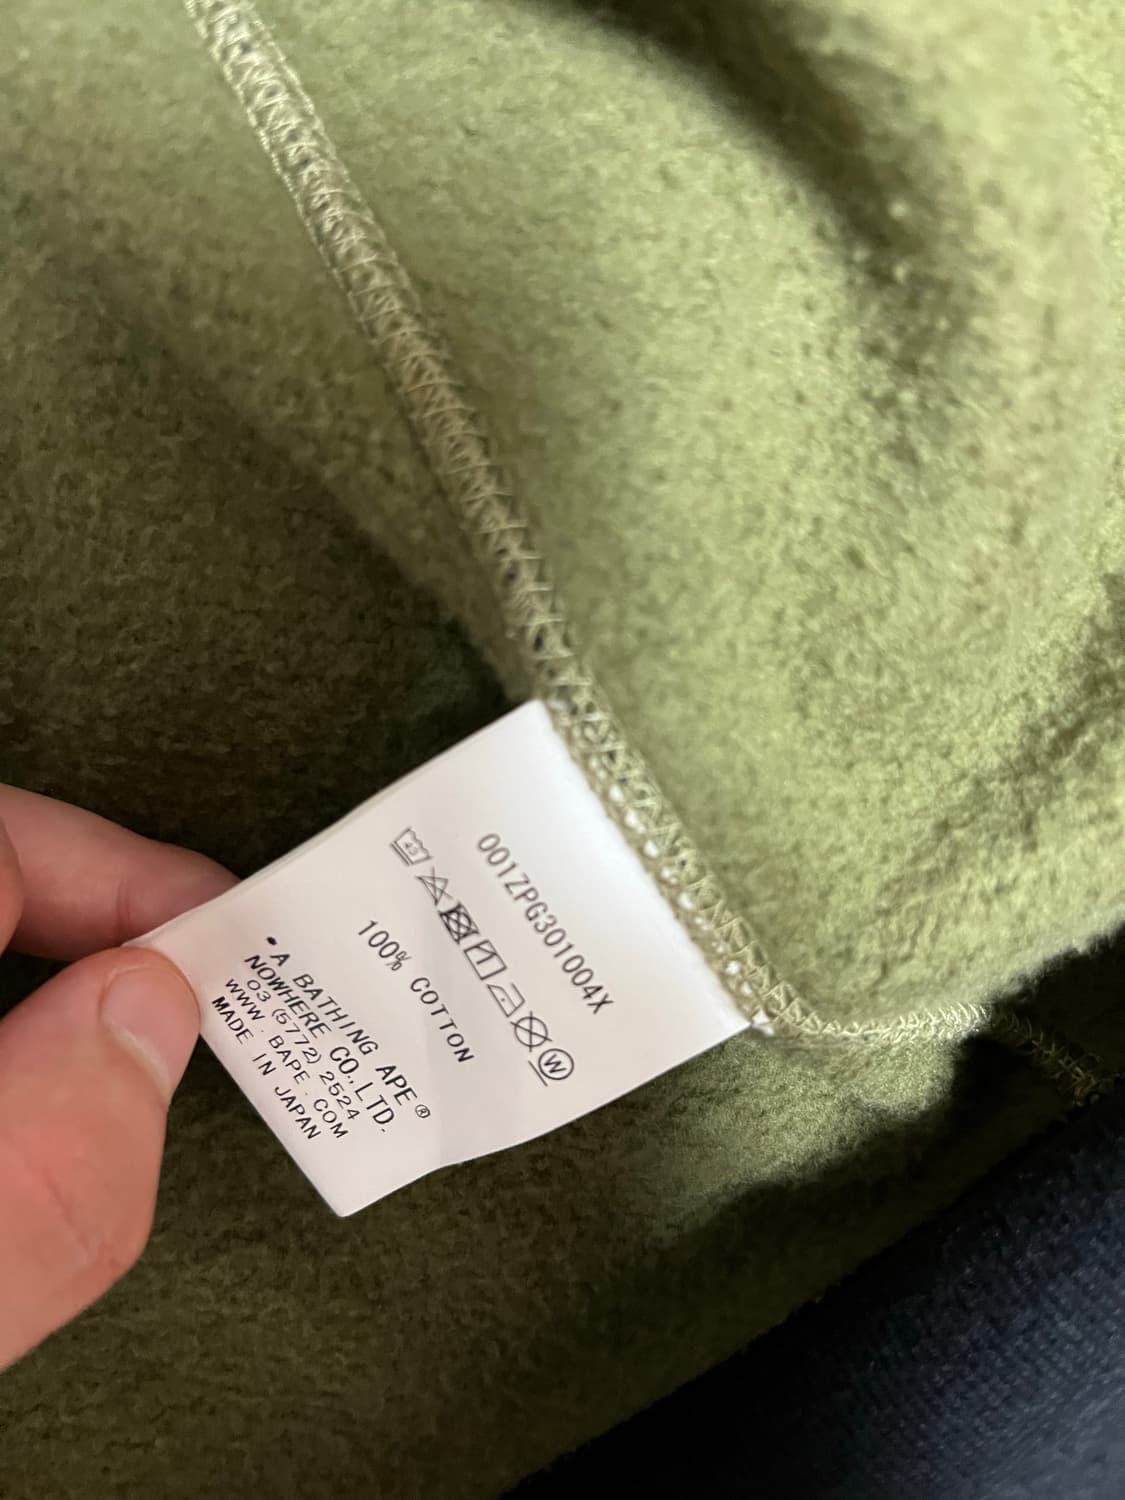 001ZPG301004X
100% COTTON
• A BATHING APE®
NOWHERE CO.,LTD.
03 (5772) 2524
WWW.BAPE.COM
MADE IN JAPAN